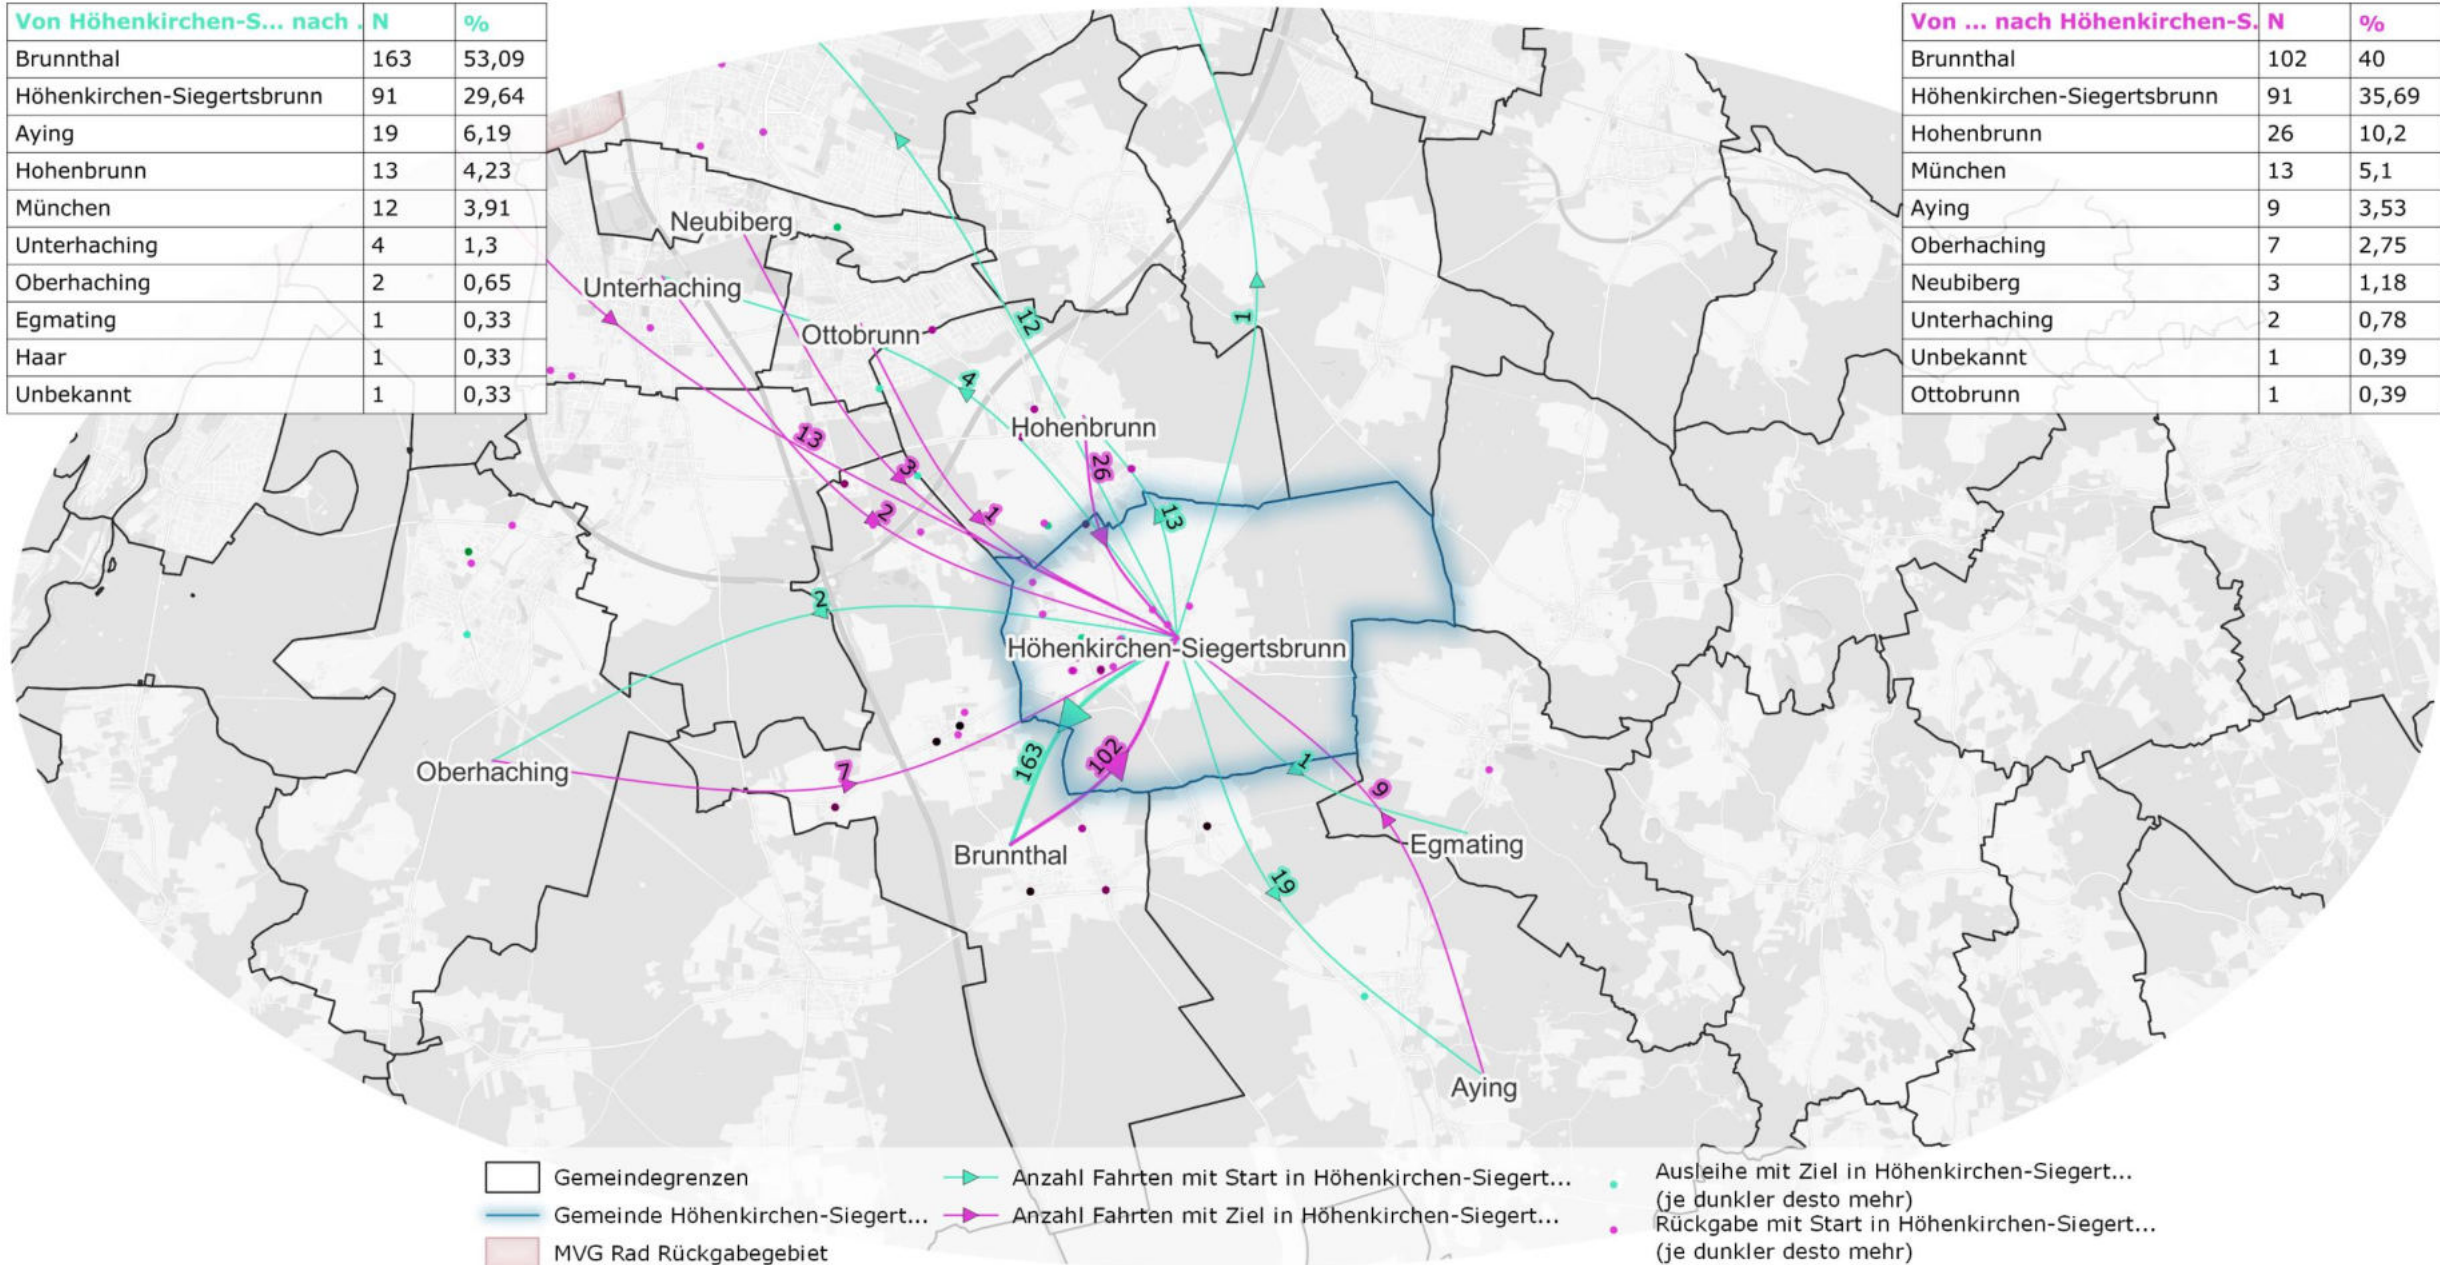 Von Höhenkirchen-S... nach . N %
Brunnthal 163 53,09
Höhenkirchen-Siegertsbrunn 91 29,64
Aying 19 6,19
Hohenbrunn 13 4,23
München 12 3,91
Unterhaching 4 1,3
Oberhaching 2 0,65
Egmating 1 0,33
Haar 1 0,33
Unbekannt 1 0,33
Von ... nach Höhenkirchen-S. N %
Brunnthal 102 40
Höhenkirchen-Siegertsbrunn 91 35,69
Hohenbrunn 26 10,2
München 13 5,1
Aying 9 3,53
Oberhaching 7 2,75
Neubiberg 3 1,18
Unterhaching 2 0,78
Unbekannt 1 0,39
Ottobrunn 1 0,39
Neubiberg
Unterhaching
12
1
Ottobrunn
4
Hohenbrunn
13
3
26
2
1
13
2
Höhenkirchen-Siegertsbrunn
163
102
1
Oberhaching
7
9
Egmating
Brunnthal
19
Aying
Gemeindegrenzen
Gemeinde Höhenkirchen-Siegert...
MVG Rad Rückgabegebiet
Anzahl Fahrten mit Start in Höhenkirchen-Siegert...
Anzahl Fahrten mit Ziel in Höhenkirchen-Siegert...
Ausleihe mit Ziel in Höhenkirchen-Siegert...
(je dunkler desto mehr)
Rückgabe mit Start in Höhenkirchen-Siegert...
(je dunkler desto mehr)